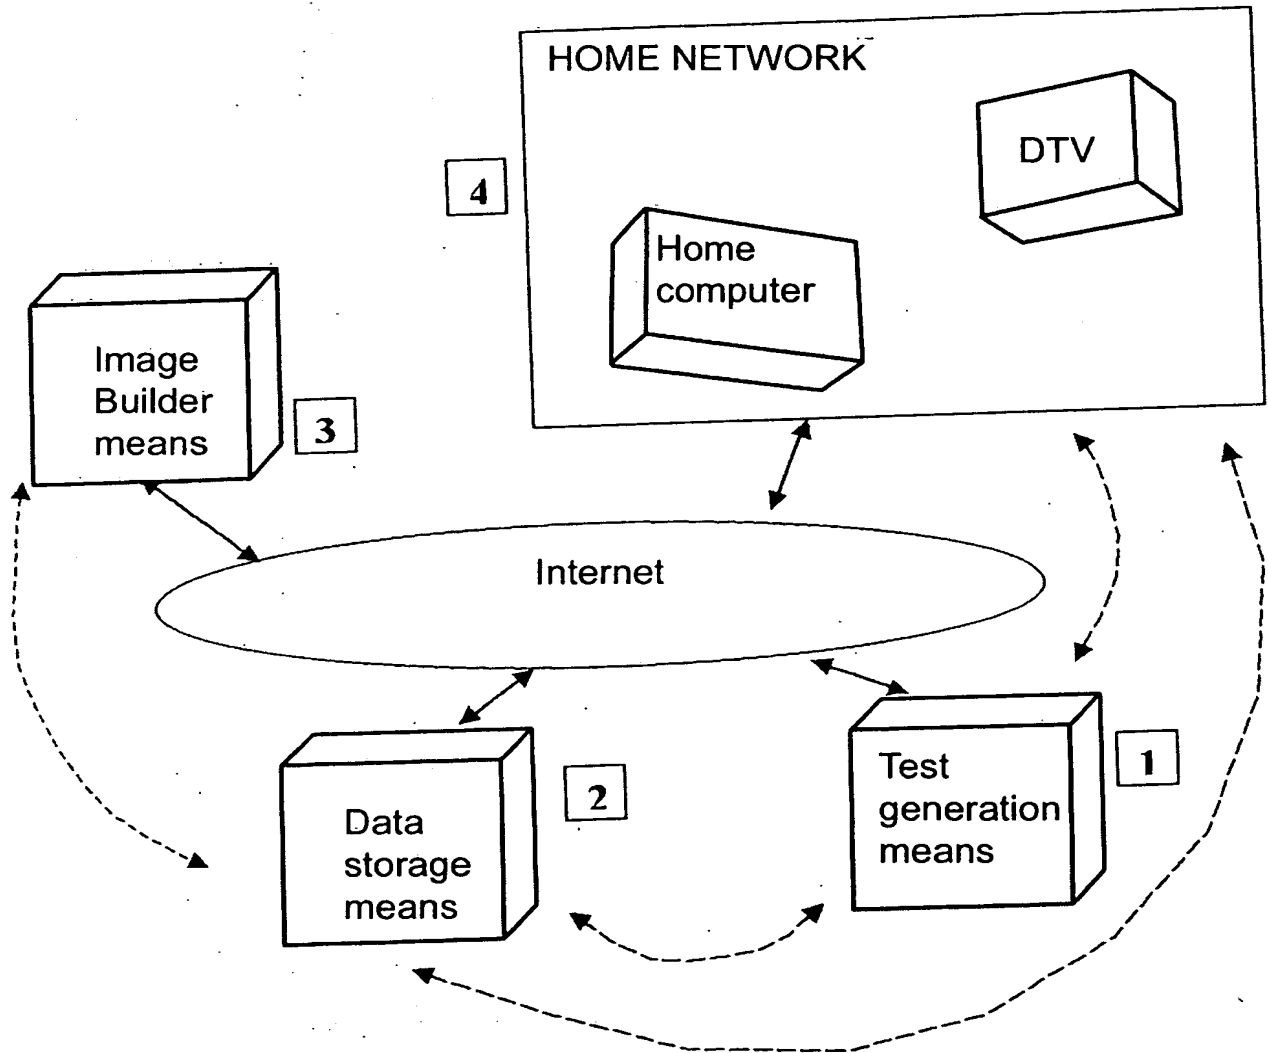 HOME NETWORK
DTV
4
Home
computer
Image
Builder
means
3
Internet
Test
generation
means
1
2
Data
storage
means